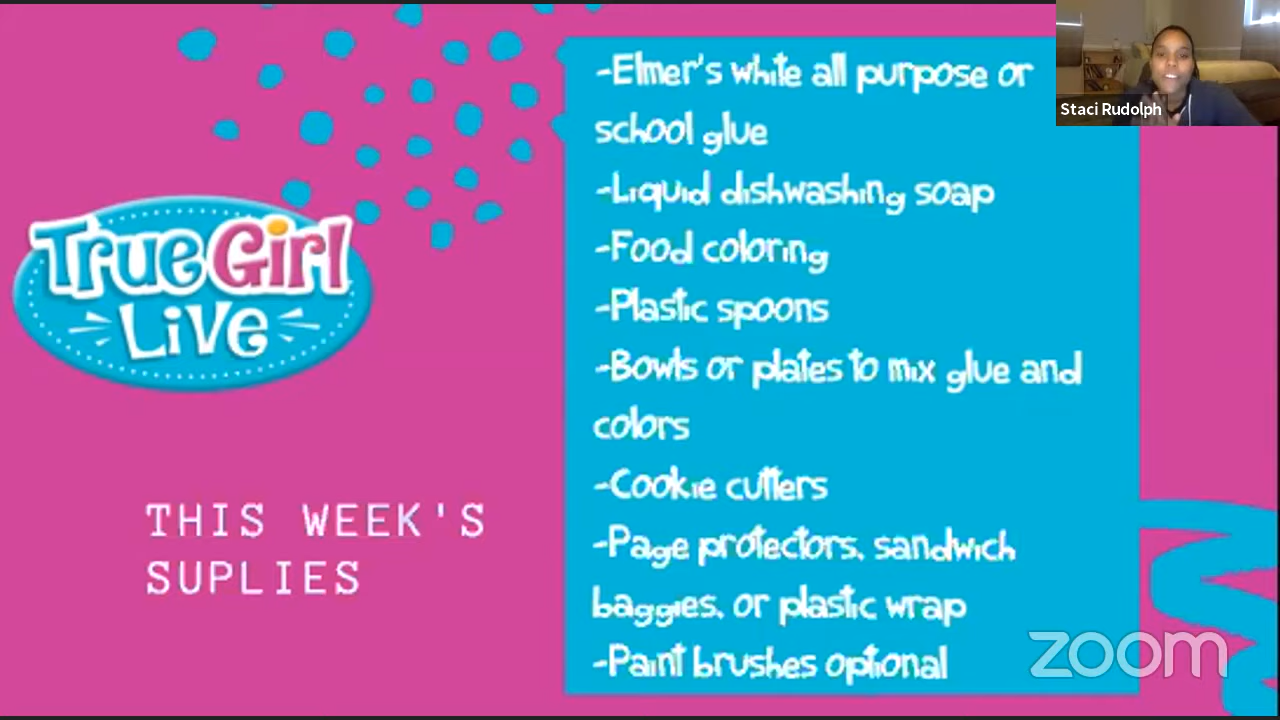 -Elmer's white all purpose or
school glue
-Liquid dishwashing soap
-Food coloring
-Plastic spoons
-Bowls or plates to mix glue and
colors
-Cookie cutters
-Page protectors, sandwich
baggies, or plastic wrap
-Paint brushes optional
Staci Rudolph
TrueGirl
LiVe
THIS WEEK'S
SUPLIES
zoom